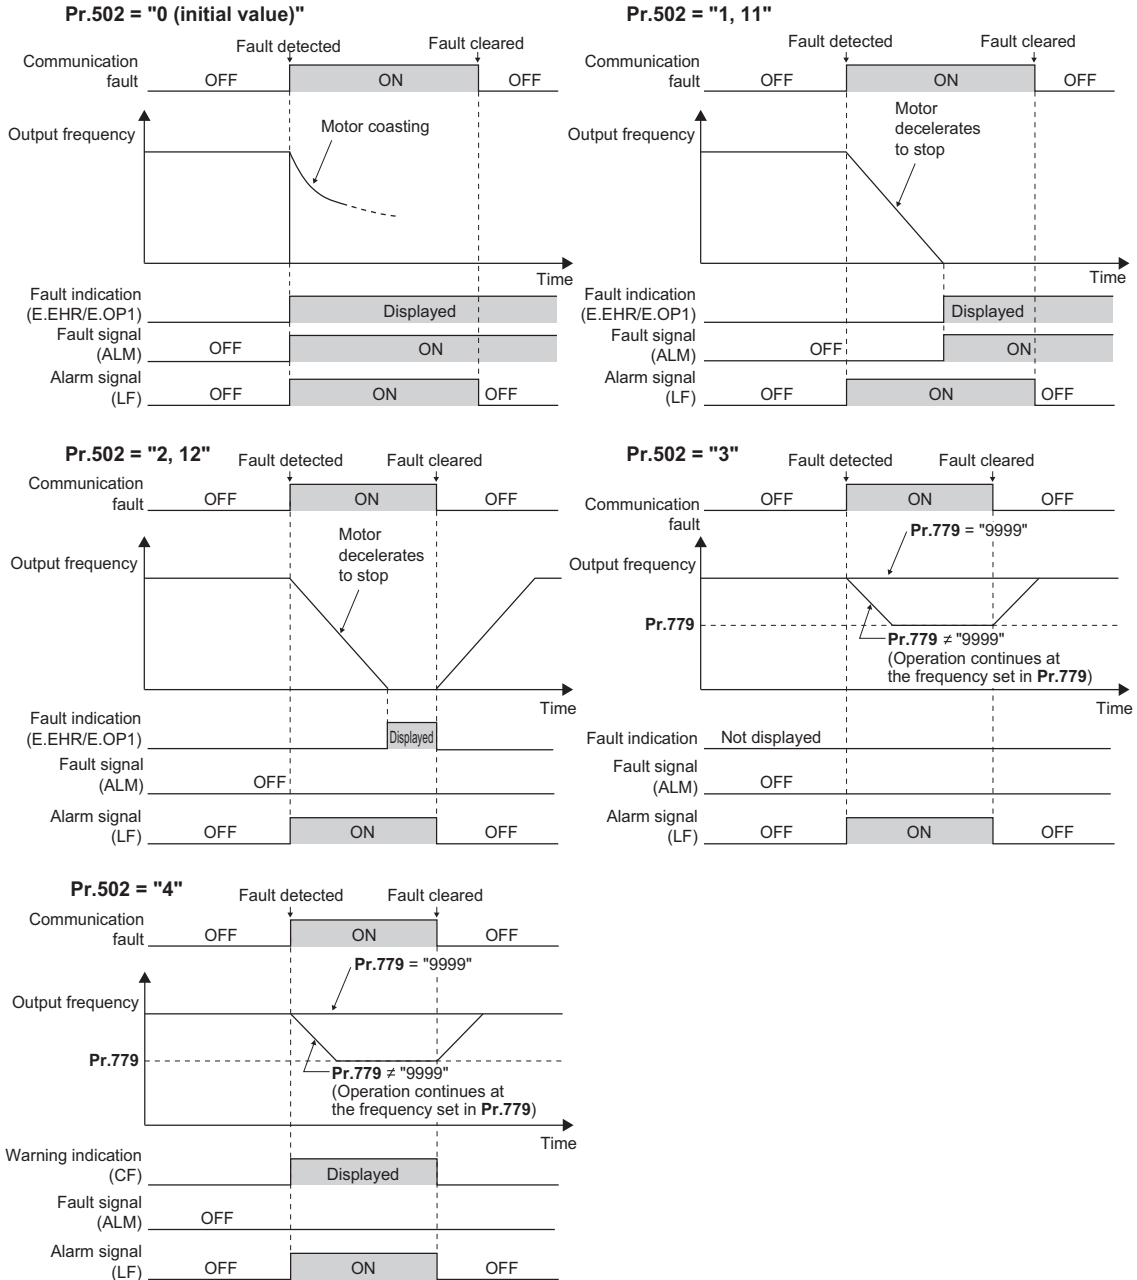 Pr.502 = "0 (initial value)"
Fault detected
Fault cleared
Communication
fault
OFF
ON
OFF
Output frequency
Motor coasting
Time
Fault indication
(E.EHR/E.OP1)
Displayed
Fault signal
(ALM)
OFF
ON
Alarm signal
(LF)
OFF
ON
OFF
Pr.502 = "1, 11"
Fault detected
Fault cleared
Communication
fault
OFF
ON
OFF
Output frequency
Motor
decelerates
to stop
Time
Fault indication
(E.EHR/E.OP1)
Displayed
Fault signal
(ALM)
OFF
ON
Alarm signal
(LF)
OFF
ON
OFF
Pr.502 = "2, 12"
Fault detected
Fault cleared
Communication
fault
OFF
ON
OFF
Output frequency
Motor
decelerates
to stop
Time
Fault indication
(E.EHR/E.OP1)
Displayed
Fault signal
(ALM)
OFF
Alarm signal
(LF)
OFF
ON
OFF
Pr.502 = "3"
Fault detected
Fault cleared
Communication
fault
OFF
ON
OFF
Pr.779 = "9999"
Output frequency
Pr.779
Pr.779 ≠ "9999"
(Operation continues at
the frequency set in Pr.779)
Time
Fault indication
Not displayed
Fault signal
(ALM)
OFF
Alarm signal
(LF)
OFF
ON
OFF
Pr.502 = "4"
Fault detected
Fault cleared
Communication
fault
OFF
ON
OFF
Pr.779 = "9999"
Output frequency
Pr.779
Pr.779 ≠ "9999"
(Operation continues at
the frequency set in Pr.779)
Time
Warning indication
(CF)
Displayed
Fault signal
(ALM)
OFF
Alarm signal
(LF)
OFF
ON
OFF